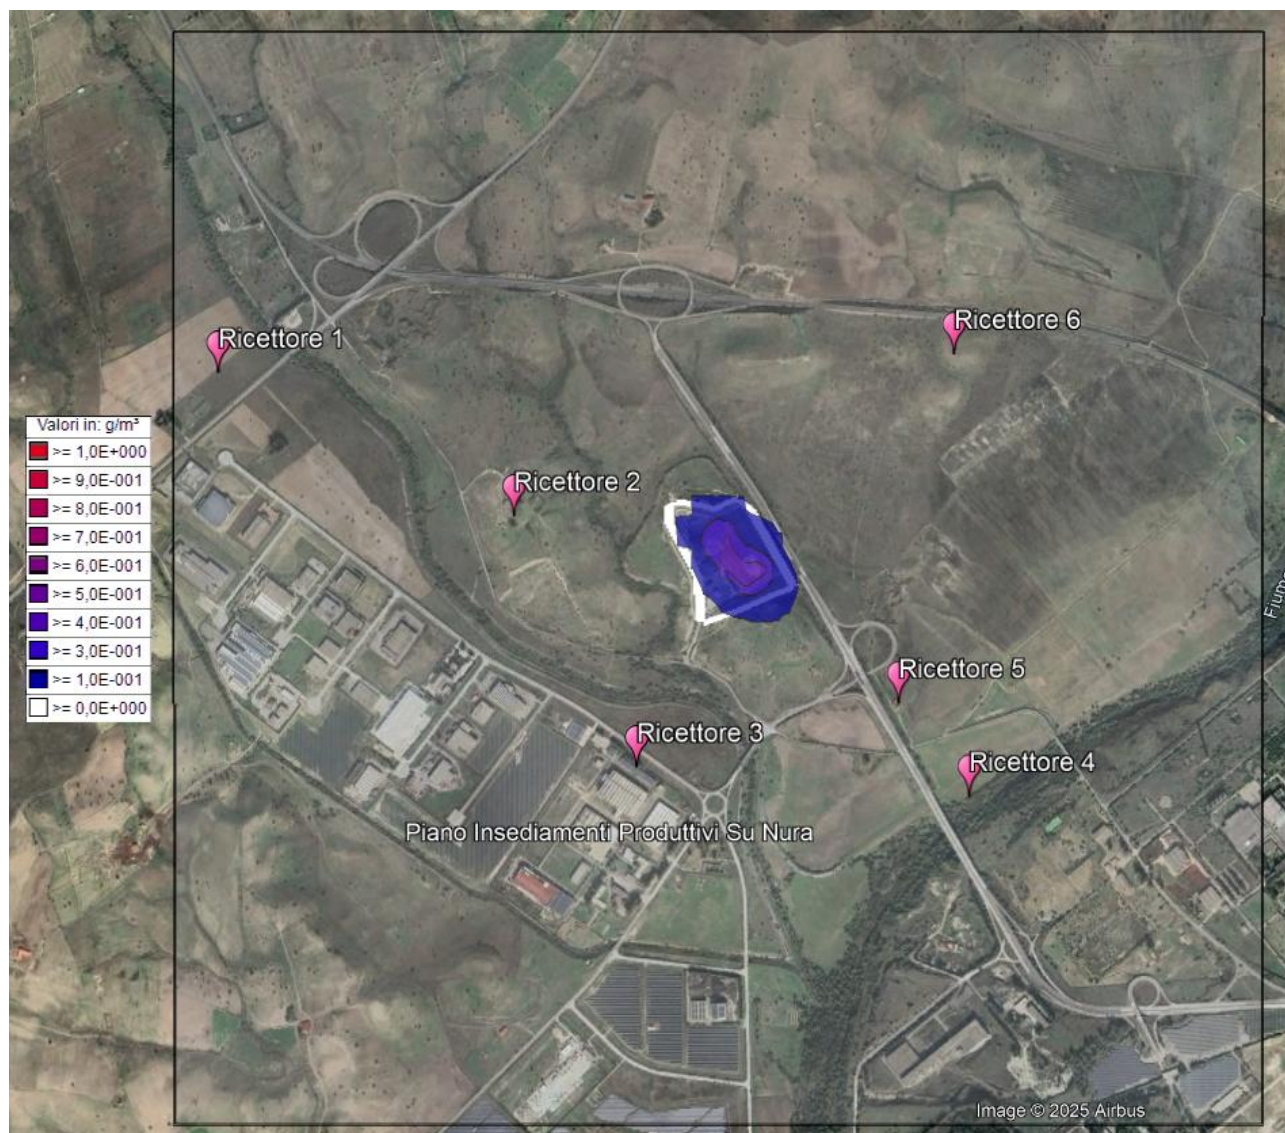 Ricettore 6
Ricettore 1
Valori in: g/m³
>= 1,0E+000
>= 9,0E-001
>= 8,0E-001
>= 7,0E-001
>= 6,0E-001
>= 5,0E-001
>= 4,0E-001
>= 3,0E-001
>= 1,0E-001
>= 0,0E+000
Ricettore 2
Fiume
Ricettore 5
Ricettore 3
Ricettore 4
Piano Insediamenti Produttivi Su Nura
Image © 2025 Airbus